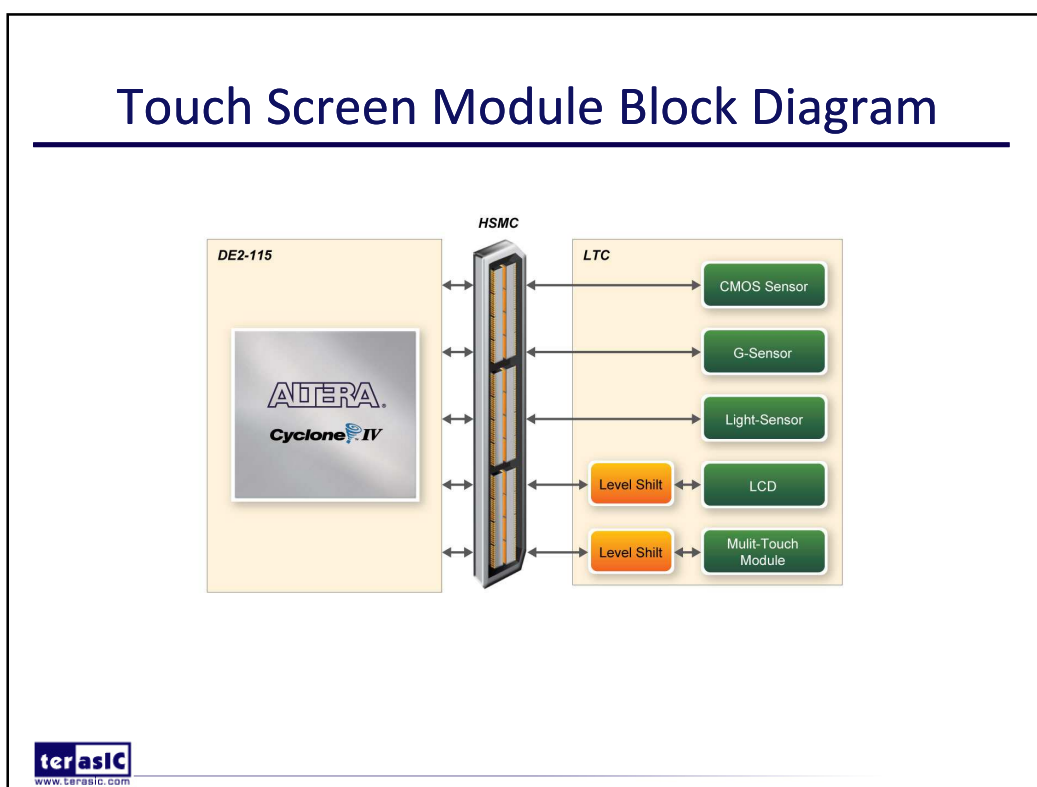 Touch Screen Module Block Diagram
HSMC
DE2-115
LTC
ALTERA.
Cyclone IV
CMOS Sensor
G-Sensor
Light-Sensor
Level Shilt
LCD
Level Shilt
Mulit-Touch
Module
terasIC
www.terasic.com